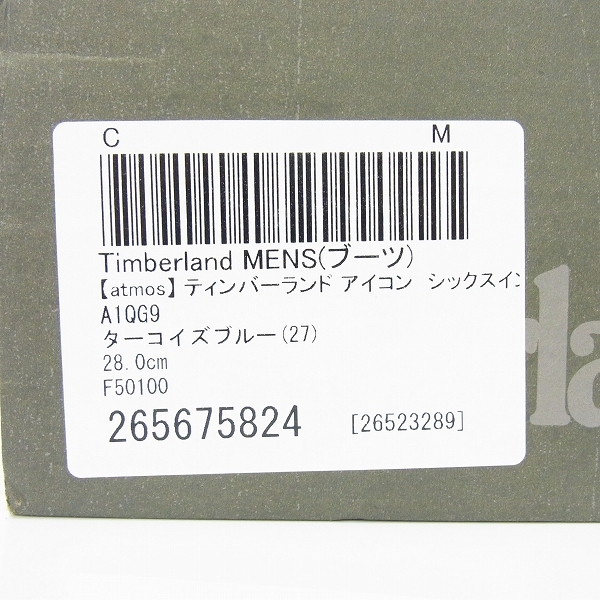 C M
Timberland MENS(ブーツ)
【atmos】ティンバーランド アイコン シックスイン
A1QG9
ターコイズブルー(27)
28.0cm
F50100
265675824 [26523289]